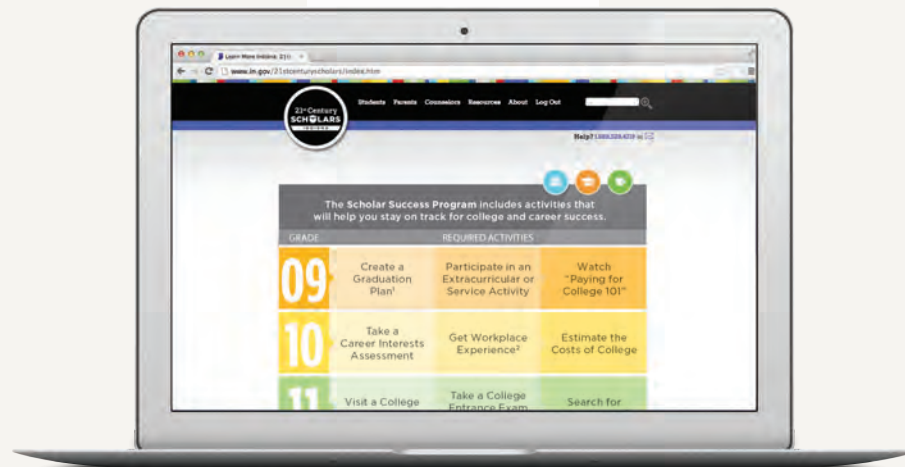 Learn More Indiana: 21st
www.in.gov/21stcenturyscholars/index.htm
21st Century
SCHOLARS
INDIANA
Students Parents Counselors Resources About Log Out
Help?
The Scholar Success Program includes activities that
will help you stay on track for college and career success.
GRADE REQUIRED ACTIVITIES
09
Create a
Graduation
Plan¹
Participate in an
Extracurricular or
Service Activity
Watch
"Paying for
College 101"
10
Take a
Career Interests
Assessment
Get Workplace
Experience²
Estimate the
Costs of College
11
Visit a College
Take a College
Entrance Exam
Search for